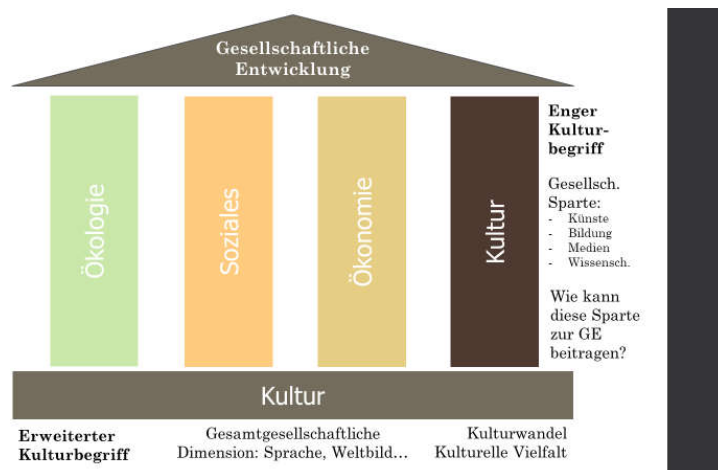 Gesellschaftliche
Entwicklung
Ökologie
Soziales
Ökonomie
Kultur
Enger
Kultur-
begriff
Gesellsch.
Sparte:
- Künste
- Bildung
- Medien
- Wissensch.
Wie kann
diese Sparte
zur GE
beitragen?
Kultur
Erweiterter
Kulturbegriff
Gesamtgesellschaftliche
Dimension: Sprache, Weltbild…
Kulturwandel
Kulturelle Vielfalt